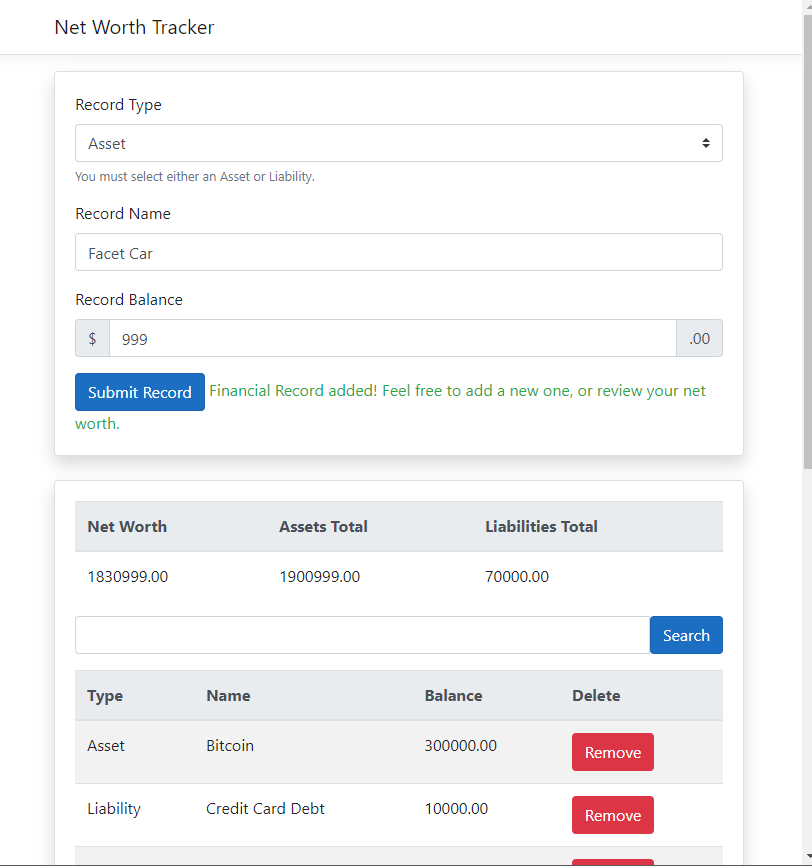 Net Worth Tracker
Record Type
Asset
You must select either an Asset or Liability.
Record Name
Facet Car
Record Balance
$ 999 .00
Submit Record Financial Record added! Feel free to add a new one, or review your net
worth.
Net Worth Assets Total Liabilities Total
1830999.00 1900999.00 70000.00
Search
Type Name Balance Delete
Asset Bitcoin 300000.00 Remove
Liability Credit Card Debt 10000.00 Remove